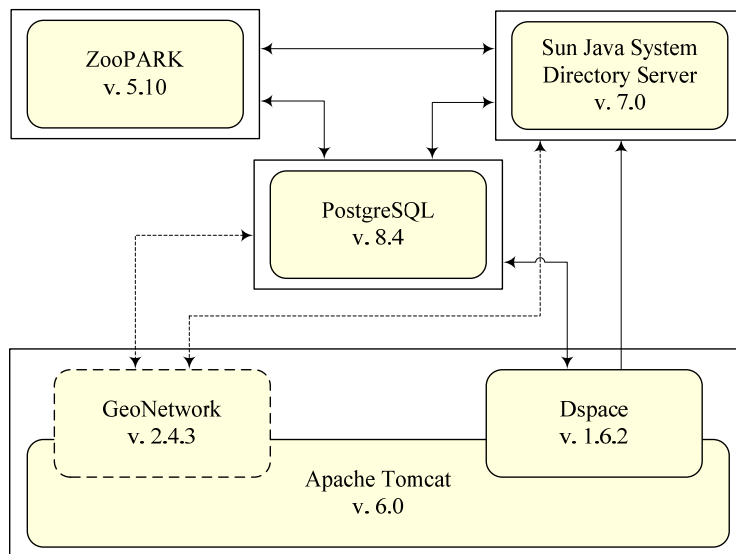 ZooPARK
v. 5.10
Sun Java System
Directory Server
v. 7.0
PostgreSQL
v. 8.4
GeoNetwork
v. 2.4.3
Dspace
v. 1.6.2
Apache Tomcat
v. 6.0